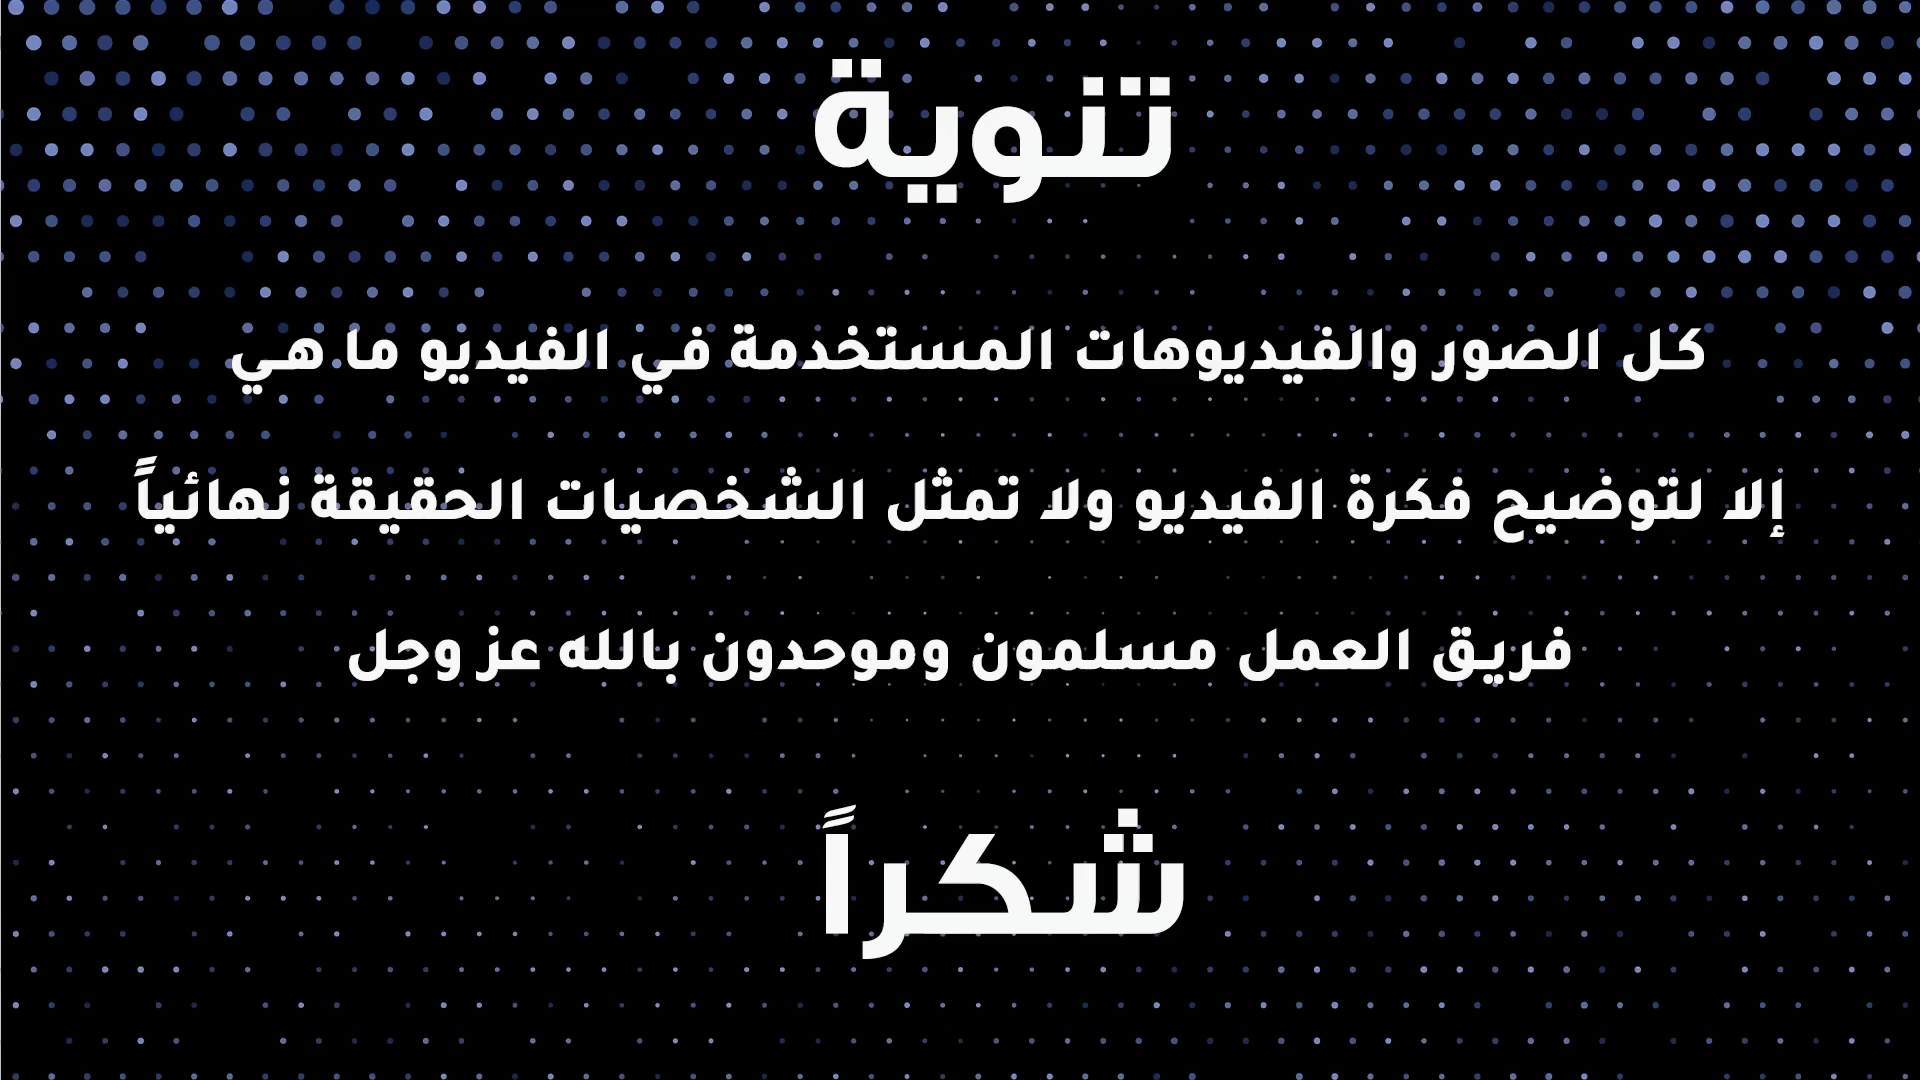 تنوية
كل الصور والفيديوهات المستخدمة في الفيديو ما هي
إلا لتوضيح فكرة الفيديو ولا تمثل الشخصيات الحقيقة نهائياً
فريق العمل مسلمون وموحدون بالله عز وجل
شكراً